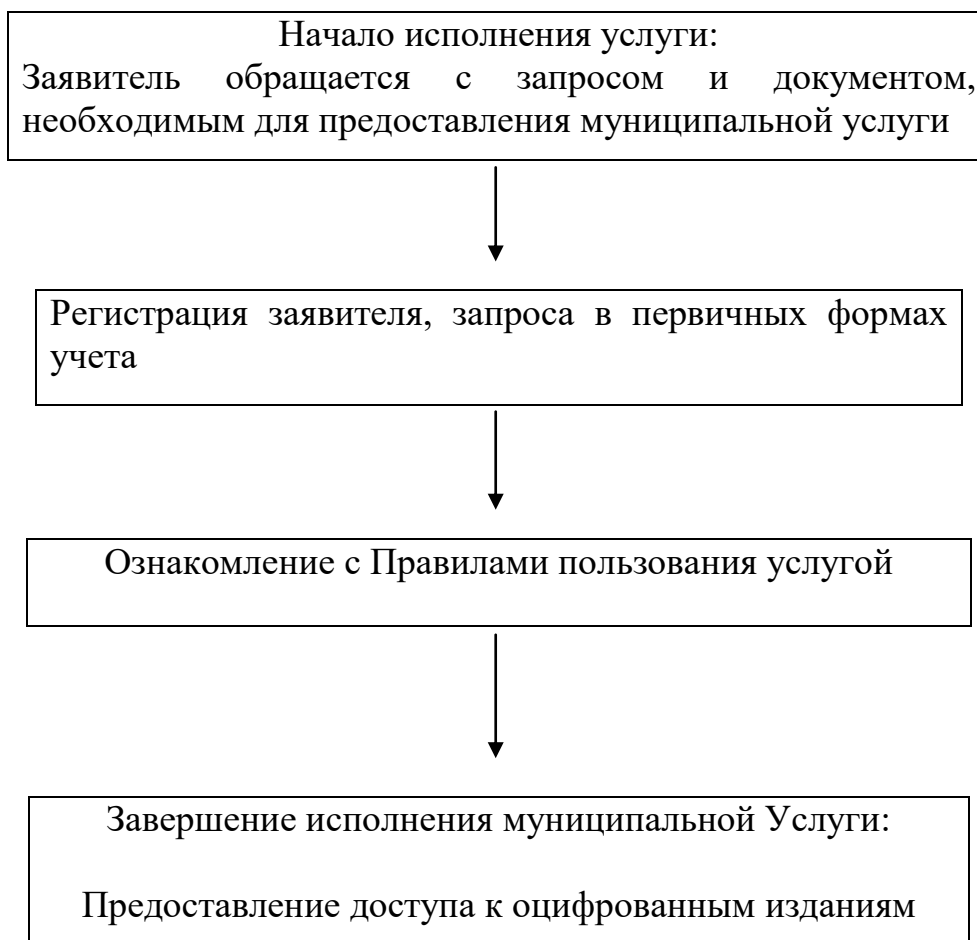 Начало исполнения услуги:
Заявитель обращается с запросом и документом,
необходимым для предоставления муниципальной услуги
Регистрация заявителя, запроса в первичных формах
учета
Ознакомление с Правилами пользования услугой
Завершение исполнения муниципальной Услуги:
Предоставление доступа к оцифрованным изданиям